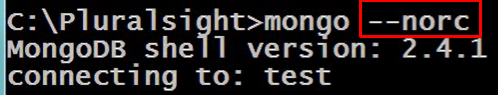 C:\Pluralsight>mongo --norc
MongoDB shell version: 2.4.1
connecting to: test